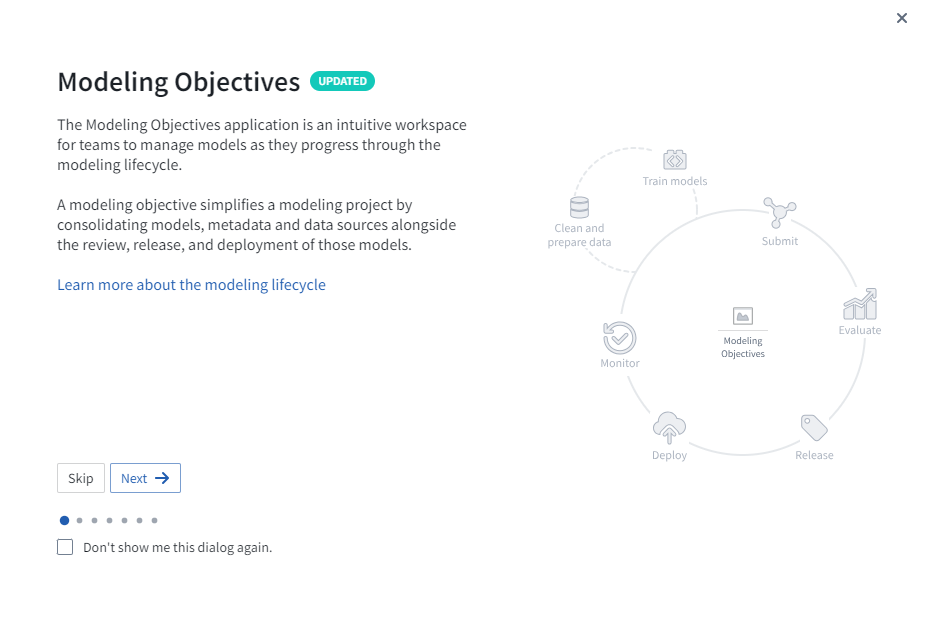 Modeling Objectives UPDATED
The Modeling Objectives application is an intuitive workspace
for teams to manage models as they progress through the
modeling lifecycle.
A modeling objective simplifies a modeling project by
consolidating models, metadata and data sources alongside
the review, release, and deployment of those models.
Learn more about the modeling lifecycle
Train models
Clean and
prepare data
Submit
Evaluate
Modeling
Objectives
Monitor
Deploy
Release
Skip
Next
Don't show me this dialog again.